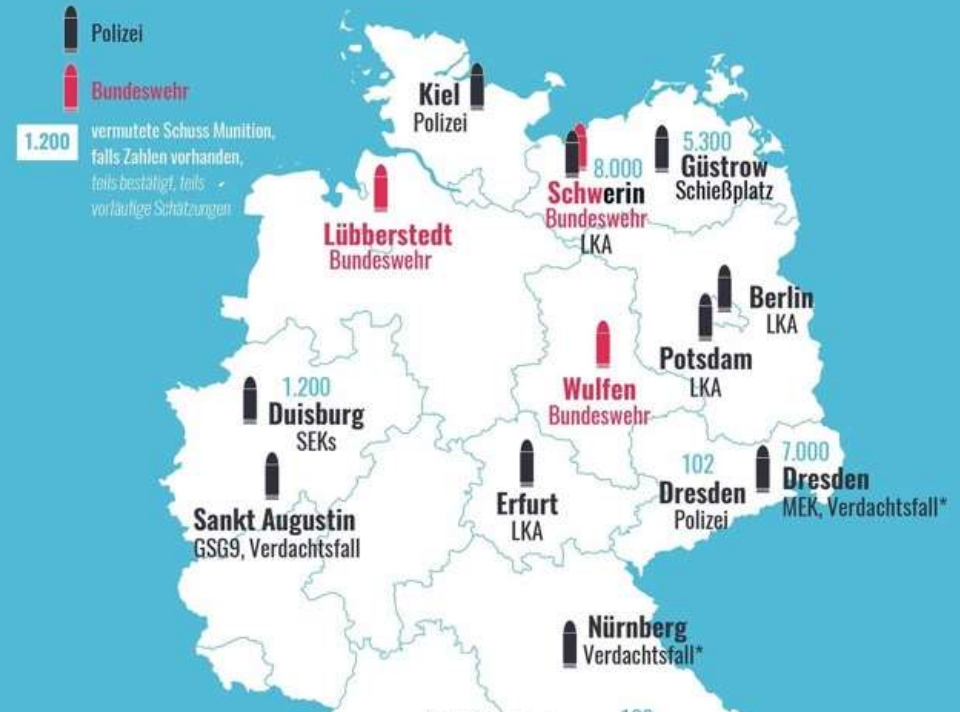 Polizei
Bundeswehr
1.200
vermutete Schuss Munition,
falls Zahlen vorhanden,
teils bestätigt, teils
vorläufige Schätzungen
Kiel
Polizei
8.000
Schwerin
Bundeswehr
LKA
5.300
Güstrow
Schießplatz
Lübberstedt
Bundeswehr
Berlin
LKA
Potsdam
LKA
Wulfen
Bundeswehr
1.200
Duisburg
SEKs
Sankt Augustin
GSG9, Verdachtsfall
Erfurt
LKA
102
Dresden
Polizei
7.000
Dresden
MEK, Verdachtsfall*
Nürnberg
Verdachtsfall*